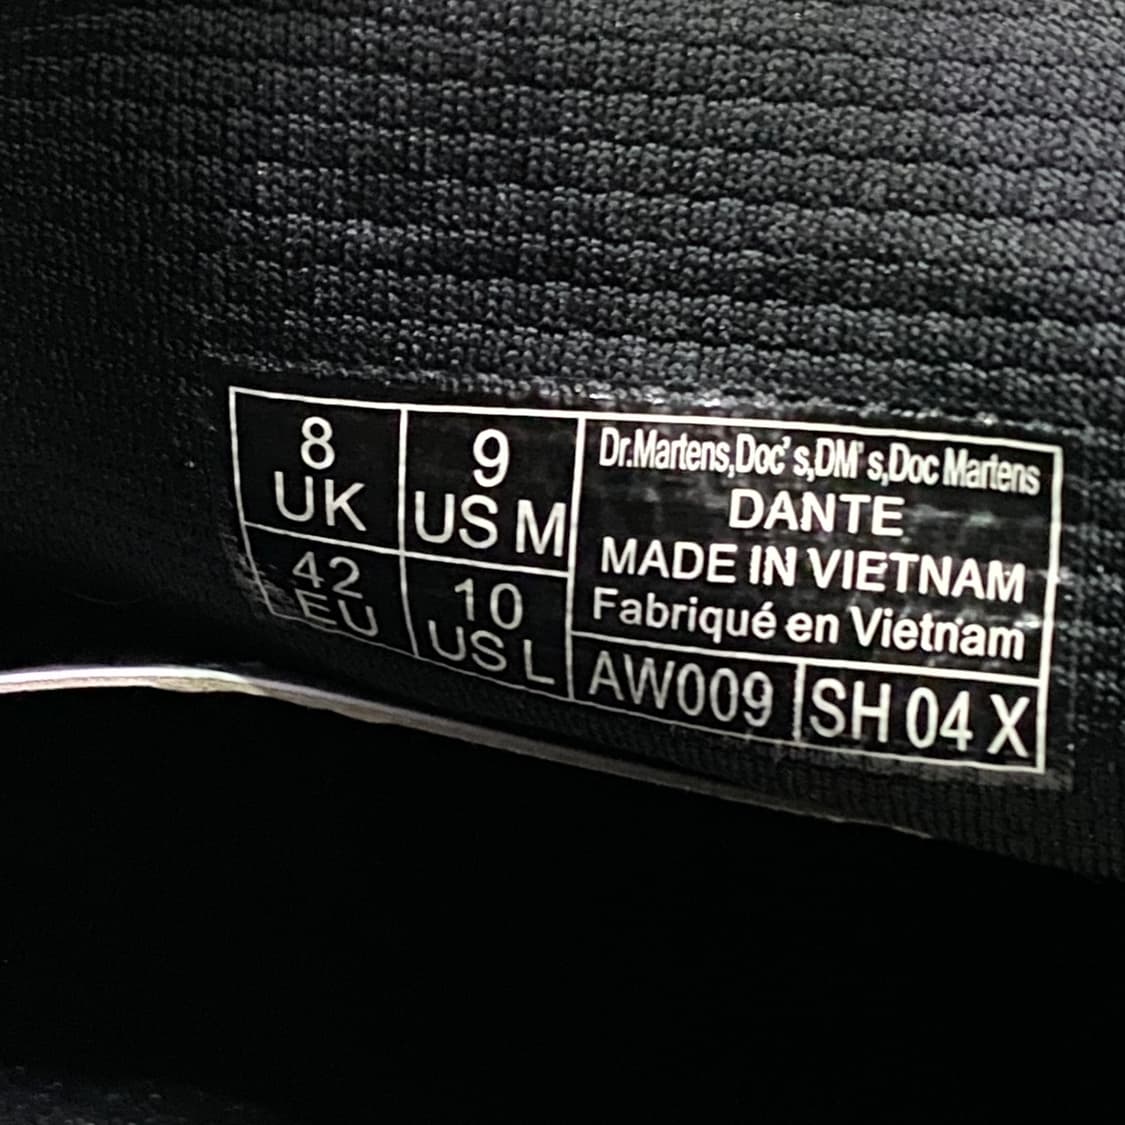 8
UK
9
US M
42
EU
10
US L
Dr.Martens,Doc's,DM's,Doc Martens
DANTE
MADE IN VIETNAM
Fabriqué en Vietnam
AW009
SH 04 X